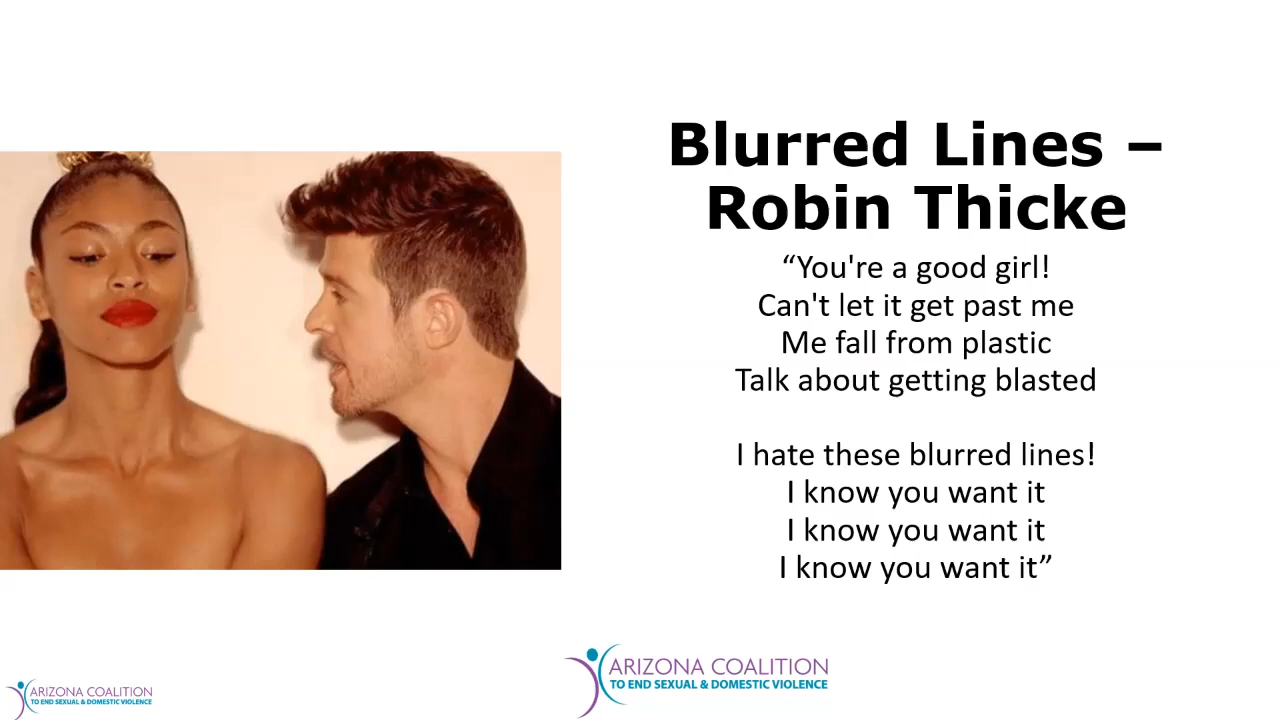 Blurred Lines –
Robin Thicke
“You're a good girl!
Can't let it get past me
Me fall from plastic
Talk about getting blasted
I hate these blurred lines!
I know you want it
I know you want it
I know you want it”
ARIZONA COALITION
TO END SEXUAL & DOMESTIC VIOLENCE
ARIZONA COALITION
TO END SEXUAL & DOMESTIC VIOLENCE